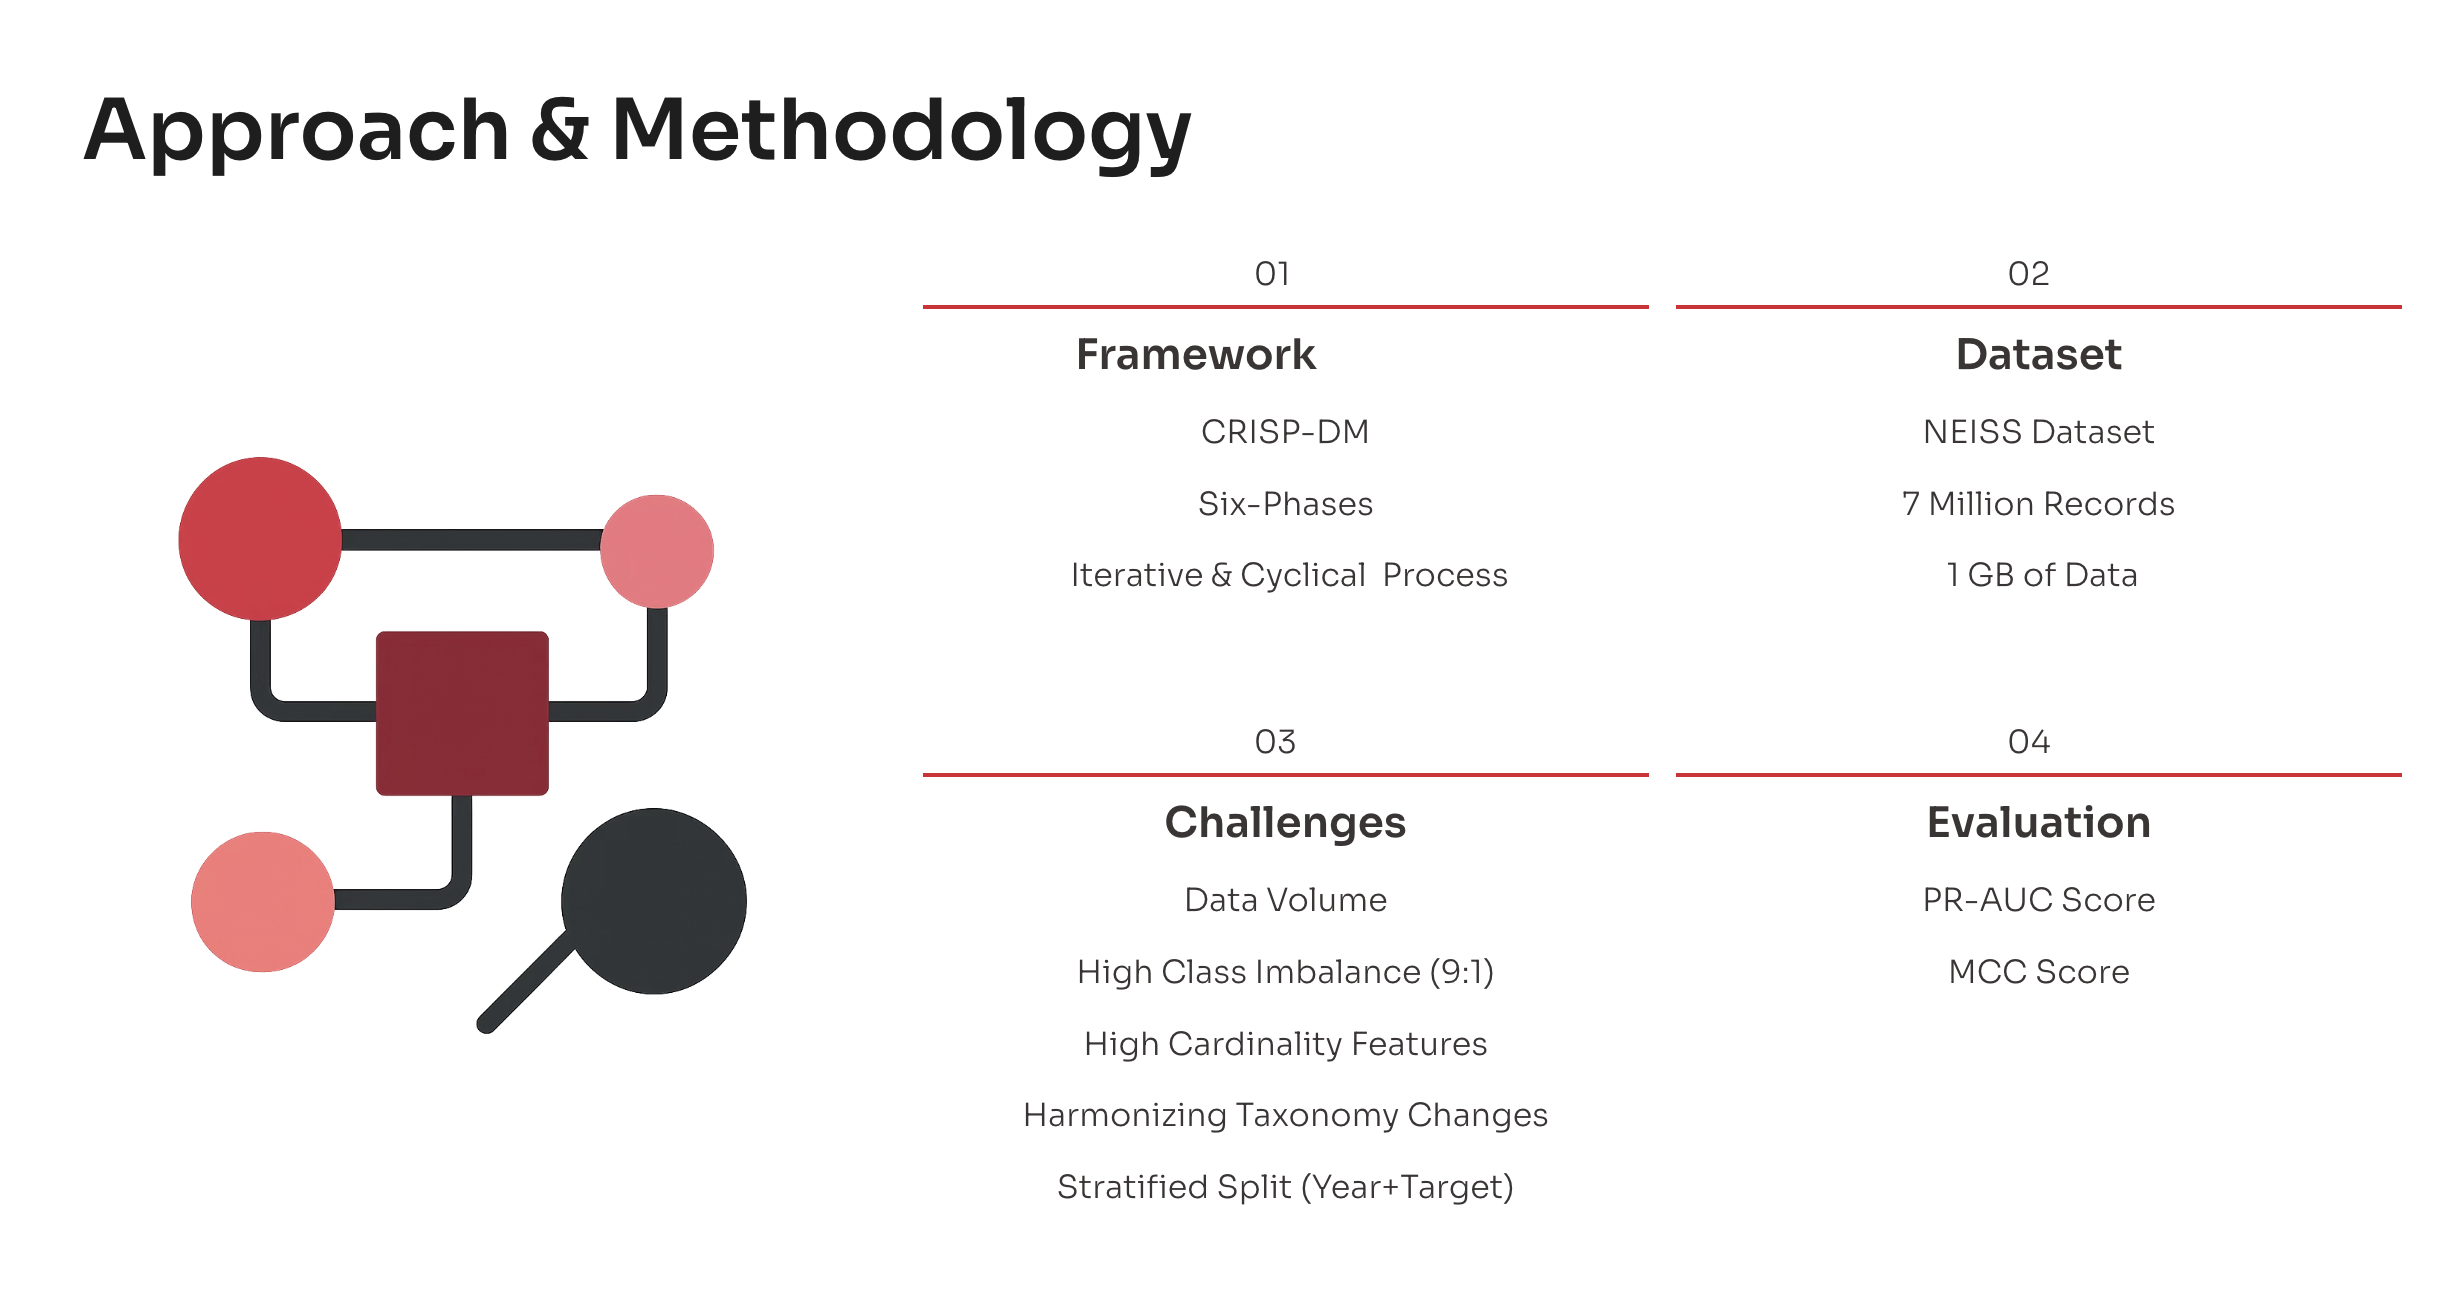 Approach & Methodology
01
Framework
CRISP-DM
Six-Phases
Iterative & Cyclical  Process
02
Dataset
NEISS Dataset
7 Million Records
1 GB of Data
03
Challenges
Data Volume
High Class Imbalance (9:1)
High Cardinality Features
Harmonizing Taxonomy Changes
Stratified Split (Year+Target)
04
Evaluation
PR-AUC Score
MCC Score